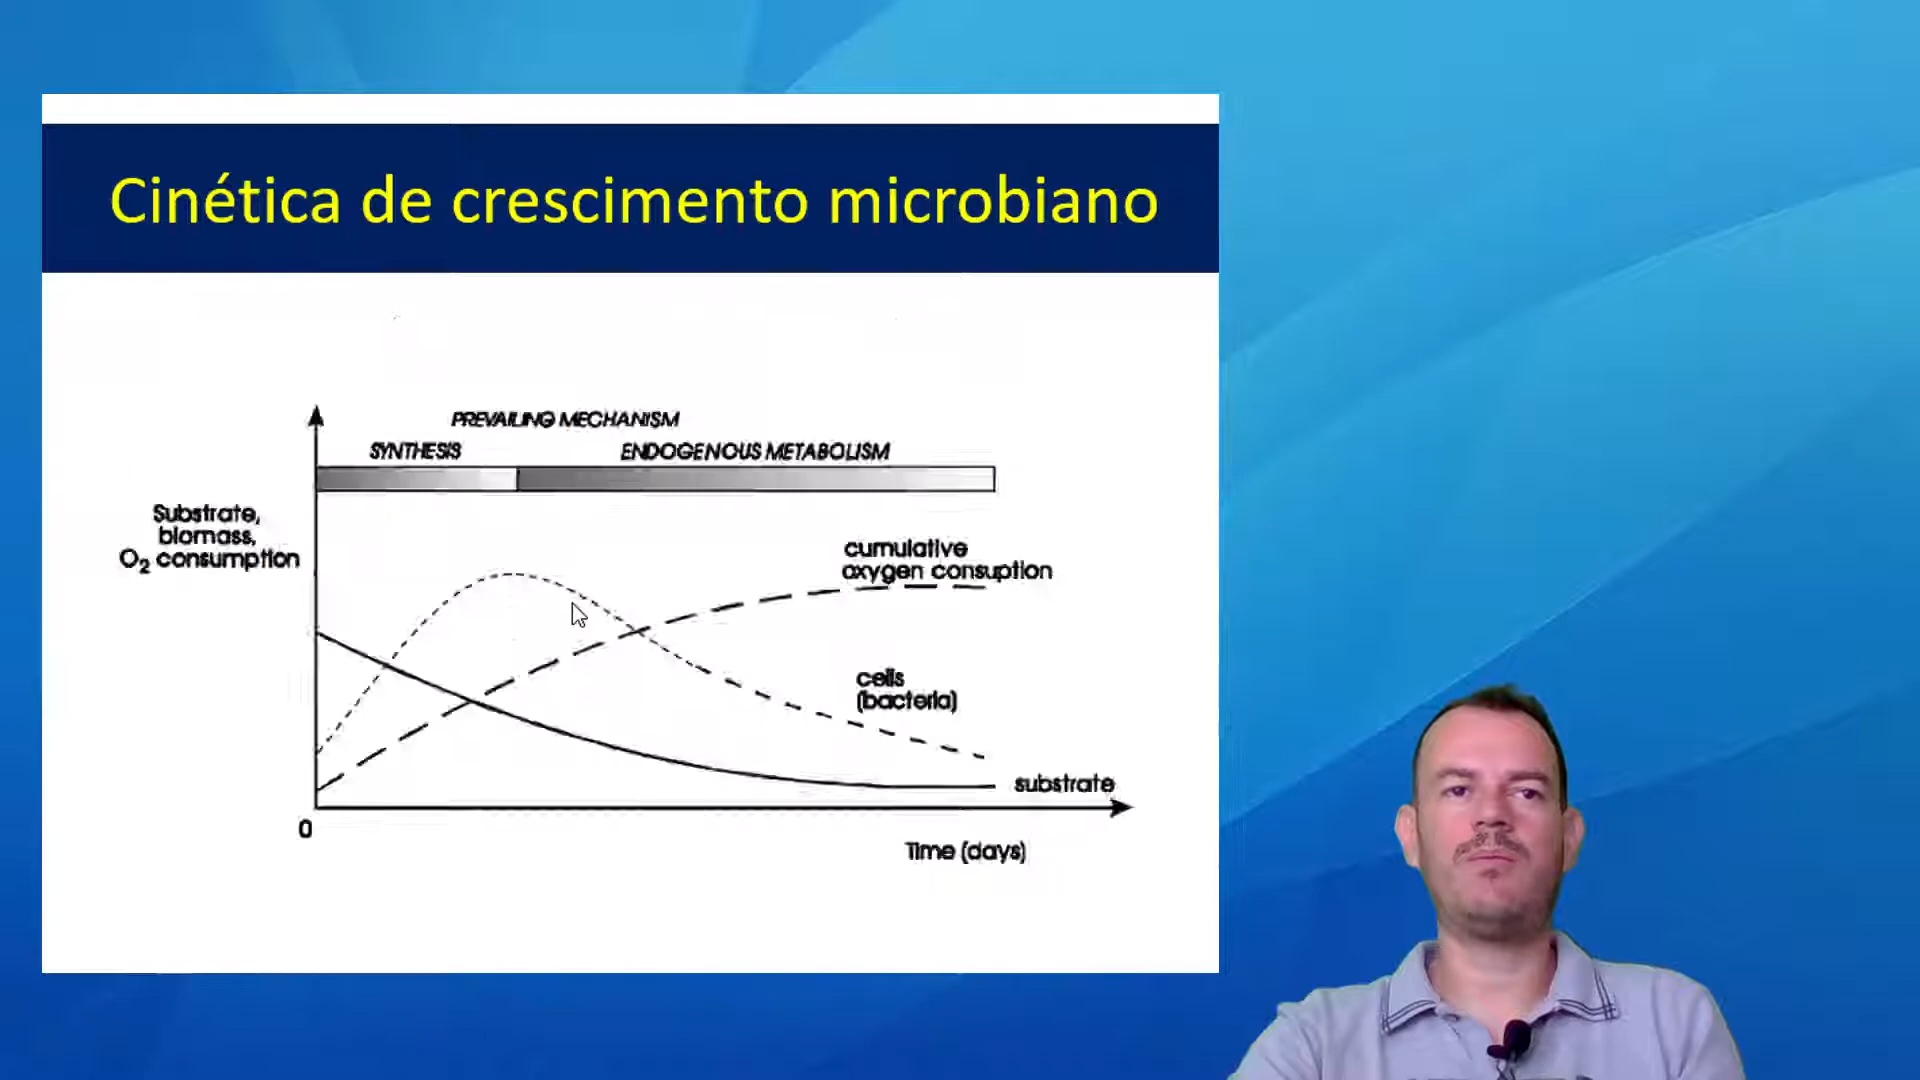 Cinética de crescimento microbiano
PREVAILING MECHANISM
SYNTHESIS
ENDOGENOUS METABOLISM
Substrate,
biomass,
O₂ consumption
cumulative
oxygen consuption
cells
(bacteria)
substrate
0
Time (days)